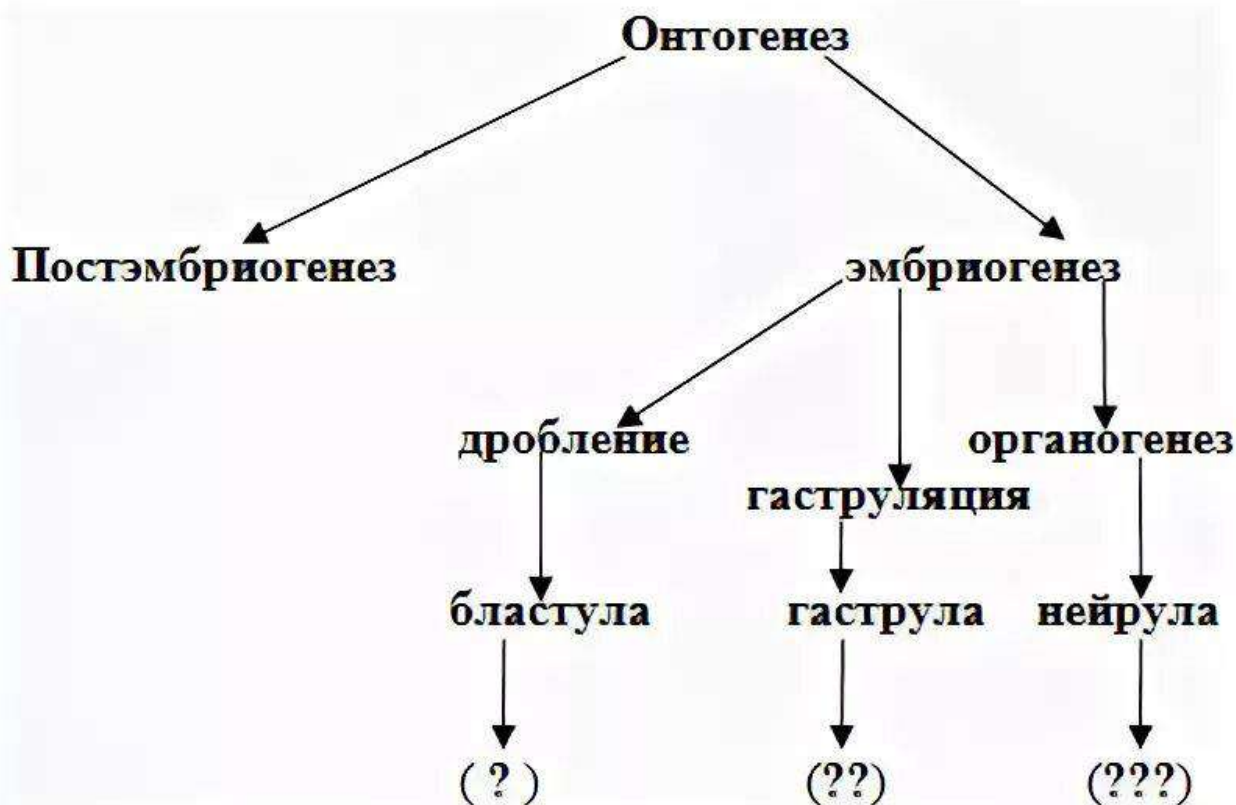 Онтогенез
Постэмбриогенез эмбриогенез
дробление органогенез
гаструляция
бластула гаструла нейрула
( ? ) (??) (???)